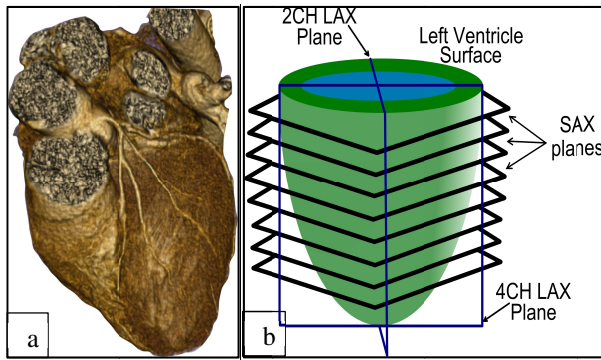 a
2CH LAX
Plane
Left Ventricle
Surface
SAX
planes
4CH LAX
Plane
b